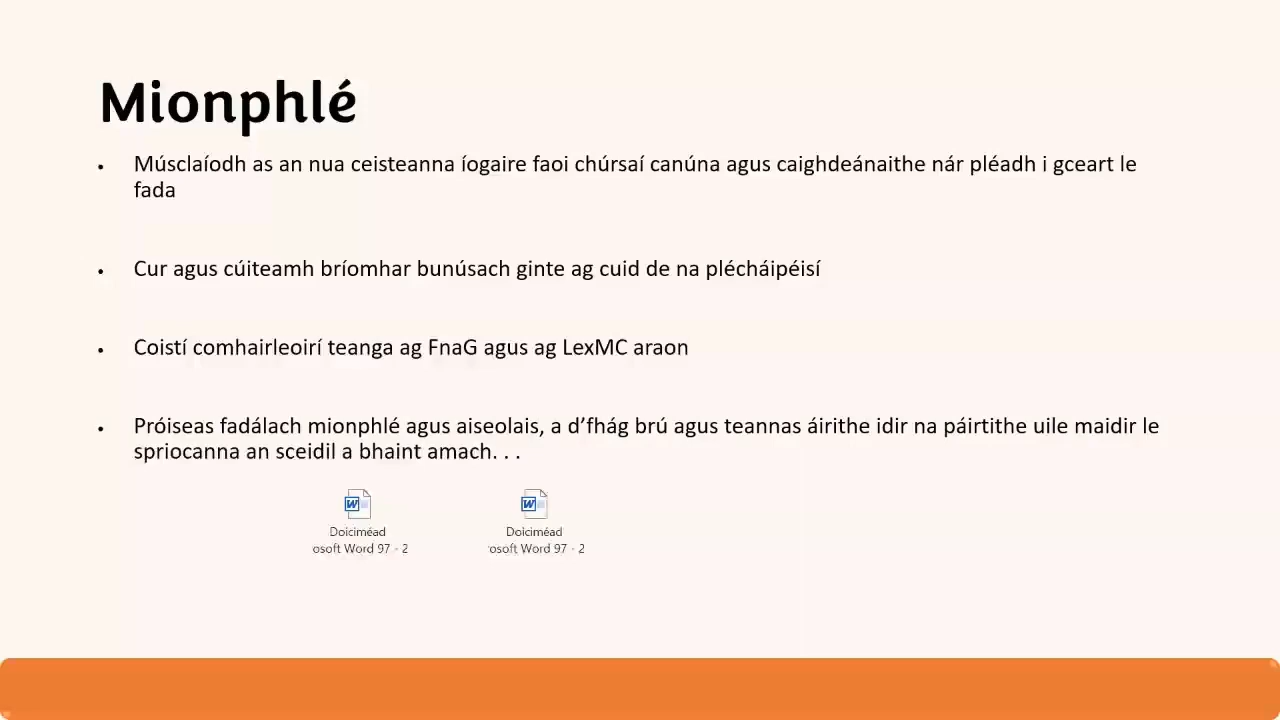 Mionphlé
• Músclaíodh as an nua ceisteanna íogaire faoi chúrsaí canúna agus caighdeánaithe nár pléadh i gceart le
fada
• Cur agus cúiteamh bríomhar bunúsach ginte ag cuid de na plécháipéisí
• Coistí comhairleoirí teanga ag FnaG agus ag LexMC araon
• Próiseas fadálach mionphlé agus aiseolais, a d’fhág brú agus teannas áirithe idir na páirtithe uile maidir le
spriocanna an sceidil a bhaint amach. . .
Doiciméad
osoft Word 97 - 2
Doiciméad
osoft Word 97 - 2